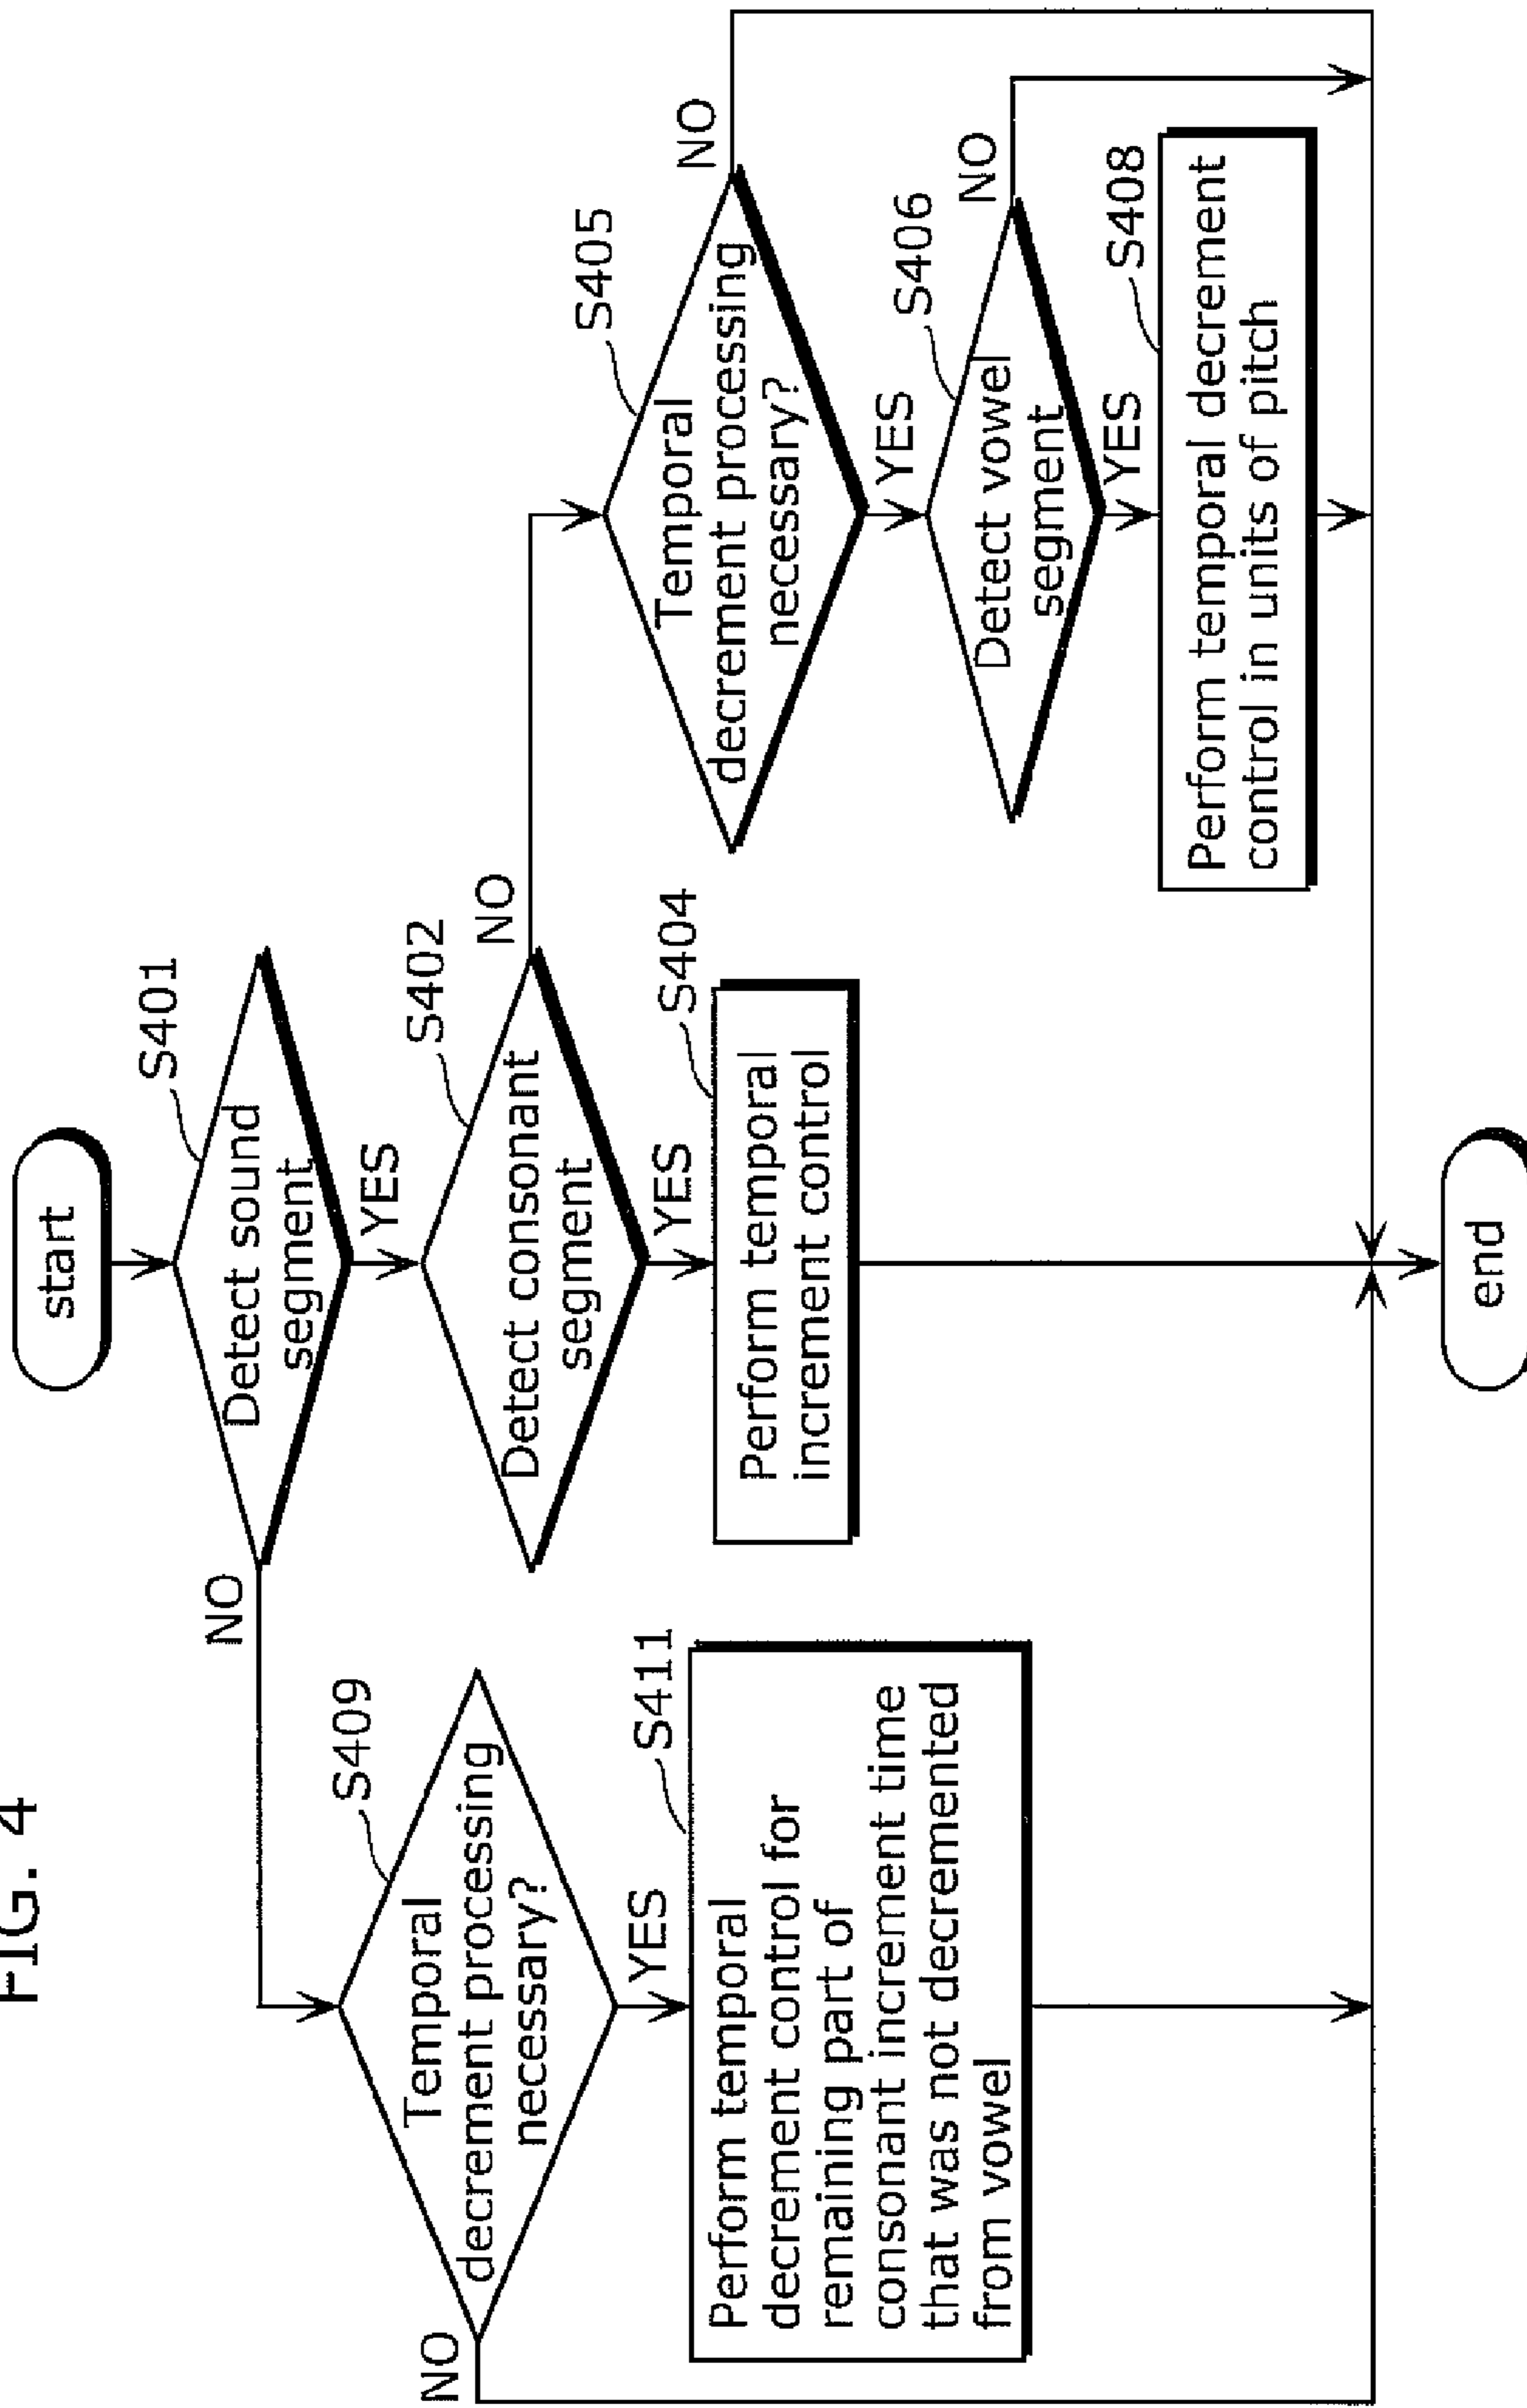 FIG. 4
start
S401
Detect sound
segment
NO
YES
S402
Detect consonant
segment
NO
YES
S404
Perform temporal
increment control
S409
Temporal
decrement processing
necessary?
NO
YES
S411
Perform temporal
decrement control for
remaining part of
consonant increment time
that was not decremented
from vowel
S405
Temporal
decrement processing
necessary?
NO
YES
S406
Detect vowel
segment
NO
YES
S408
Perform temporal decrement
control in units of pitch
end